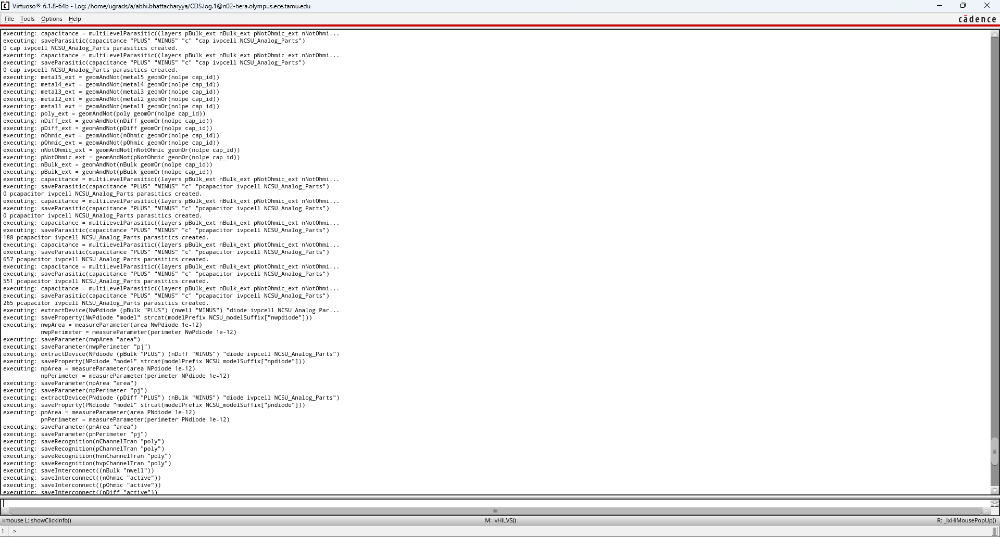 Virtuoso® 6.1.8-64b - Log: /home/ugrads/a/abhi.bhattacharyya/CDS.log.1@n02-hera.olympus.ece.tamu.edu
File Tools Options Help
cādence
executing: capacitance = multiLevelParasitic((layers pBulk_ext nBulk_ext pNotOhmic_ext nNotOhmi...
executing: saveParasitic(capacitance "PLUS" "MINUS" "c" "cap ivpcell NCSU_Analog_Parts")
0 cap ivpcell NCSU_Analog_Parts parasitics created.
executing: capacitance = multiLevelParasitic((layers pBulk_ext nBulk_ext pNotOhmic_ext nNotOhmi...
executing: saveParasitic(capacitance "PLUS" "MINUS" "c" "cap ivpcell NCSU_Analog_Parts")
0 cap ivpcell NCSU_Analog_Parts parasitics created.
executing: metal5_ext = geomAndNot(metal5 geomOr(nolpe cap_id))
executing: metal4_ext = geomAndNot(metal4 geomOr(nolpe cap_id))
executing: metal3_ext = geomAndNot(metal3 geomOr(nolpe cap_id))
executing: metal2_ext = geomAndNot(metal2 geomOr(nolpe cap_id))
executing: metal1_ext = geomAndNot(metal1 geomOr(nolpe cap_id))
executing: poly_ext = geomAndNot(poly geomOr(nolpe cap_id))
executing: nDiff_ext = geomAndNot(nDiff geomOr(nolpe cap_id))
executing: pDiff_ext = geomAndNot(pDiff geomOr(nolpe cap_id))
executing: nOhmic_ext = geomAndNot(nOhmic geomOr(nolpe cap_id))
executing: pOhmic_ext = geomAndNot(pOhmic geomOr(nolpe cap_id))
executing: nNotOhmic_ext = geomAndNot(nNotOhmic geomOr(nolpe cap_id))
executing: pNotOhmic_ext = geomAndNot(pNotOhmic geomOr(nolpe cap_id))
executing: nBulk_ext = geomAndNot(nBulk geomOr(nolpe cap_id))
executing: pBulk_ext = geomAndNot(pBulk geomOr(nolpe cap_id))
executing: capacitance = multiLevelParasitic((layers pBulk_ext nBulk_ext pNotOhmic_ext nNotOhmi...
executing: saveParasitic(capacitance "PLUS" "MINUS" "c" "pcapacitor ivpcell NCSU_Analog_Parts")
0 pcapacitor ivpcell NCSU_Analog_Parts parasitics created.
executing: capacitance = multiLevelParasitic((layers pBulk_ext nBulk_ext pNotOhmic_ext nNotOhmi...
executing: saveParasitic(capacitance "PLUS" "MINUS" "c" "pcapacitor ivpcell NCSU_Analog_Parts")
0 pcapacitor ivpcell NCSU_Analog_Parts parasitics created.
executing: capacitance = multiLevelParasitic((layers pBulk_ext nBulk_ext pNotOhmic_ext nNotOhmi...
executing: saveParasitic(capacitance "PLUS" "MINUS" "c" "pcapacitor ivpcell NCSU_Analog_Parts")
188 pcapacitor ivpcell NCSU_Analog_Parts parasitics created.
executing: capacitance = multiLevelParasitic((layers pBulk_ext nBulk_ext pNotOhmic_ext nNotOhmi...
executing: saveParasitic(capacitance "PLUS" "MINUS" "c" "pcapacitor ivpcell NCSU_Analog_Parts")
657 pcapacitor ivpcell NCSU_Analog_Parts parasitics created.
executing: capacitance = multiLevelParasitic((layers pBulk_ext nBulk_ext pNotOhmic_ext nNotOhmi...
executing: saveParasitic(capacitance "PLUS" "MINUS" "c" "pcapacitor ivpcell NCSU_Analog_Parts")
551 pcapacitor ivpcell NCSU_Analog_Parts parasitics created.
executing: capacitance = multiLevelParasitic((layers pBulk_ext nBulk_ext pNotOhmic_ext nNotOhmi...
executing: saveParasitic(capacitance "PLUS" "MINUS" "c" "pcapacitor ivpcell NCSU_Analog_Parts")
265 pcapacitor ivpcell NCSU_Analog_Parts parasitics created.
executing: extractDevice(NwPdiode (pBulk "PLUS") (nwell "MINUS") "diode ivpcell NCSU_Analog_Par...
executing: saveProperty(NwPdiode "model" strcat(modelPrefix NCSU_modelSuffix["nwpdiode"]))
executing: nwpArea = measureParameter(area NwPdiode 1e-12)
nwpPerimeter = measureParameter(perimeter NwPdiode 1e-12)
executing: saveParameter(nwpArea "area")
executing: saveParameter(nwpPerimeter "pj")
executing: extractDevice(NPdiode (pBulk "PLUS") (nDiff "MINUS") "diode ivpcell NCSU_Analog_Parts")
executing: saveProperty(NPdiode "model" strcat(modelPrefix NCSU_modelSuffix["npdiode"]))
executing: npArea = measureParameter(area NPdiode 1e-12)
npPerimeter = measureParameter(perimeter NPdiode 1e-12)
executing: saveParameter(npArea "area")
executing: saveParameter(npPerimeter "pj")
executing: extractDevice(PNdiode (pDiff "PLUS") (nBulk "MINUS") "diode ivpcell NCSU_Analog_Parts")
executing: saveProperty(PNdiode "model" strcat(modelPrefix NCSU_modelSuffix["pndiode"]))
executing: pnArea = measureParameter(area PNdiode 1e-12)
pnPerimeter = measureParameter(perimeter PNdiode 1e-12)
executing: saveParameter(pnArea "area")
executing: saveParameter(pnPerimeter "pj")
executing: saveRecognition(nChannelTran "poly")
executing: saveRecognition(pChannelTran "poly")
executing: saveRecognition(hvnChannelTran "poly")
executing: saveRecognition(hvpChannelTran "poly")
executing: saveInterconnect((nBulk "nwell"))
executing: saveInterconnect((nOhmic "active"))
executing: saveInterconnect((pOhmic "active"))
executing: saveInterconnect((nDiff "active"))
mouse L: showClickInfo() M: ivHiLVS() R: _lxHiMousePopUp()
1 >